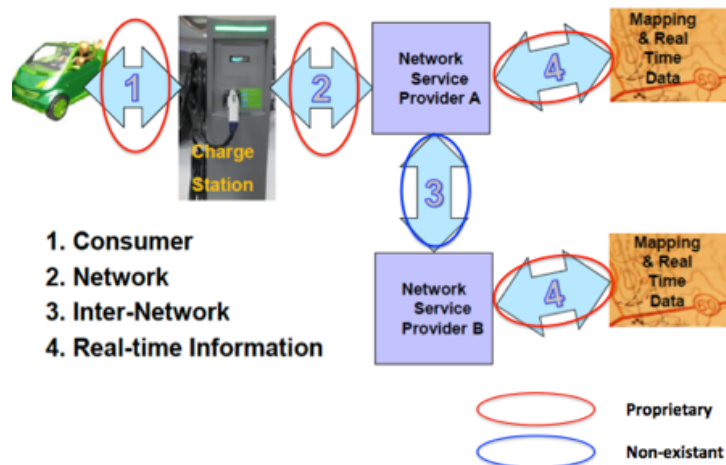 1
2
4
Network
Service
Provider A
Mapping
& Real
Time
Data
Charge
Station
3
1. Consumer
2. Network
3. Inter-Network
4. Real-time Information
Network
Service
Provider B
4
Mapping
& Real
Time
Data
Proprietary
Non-existant